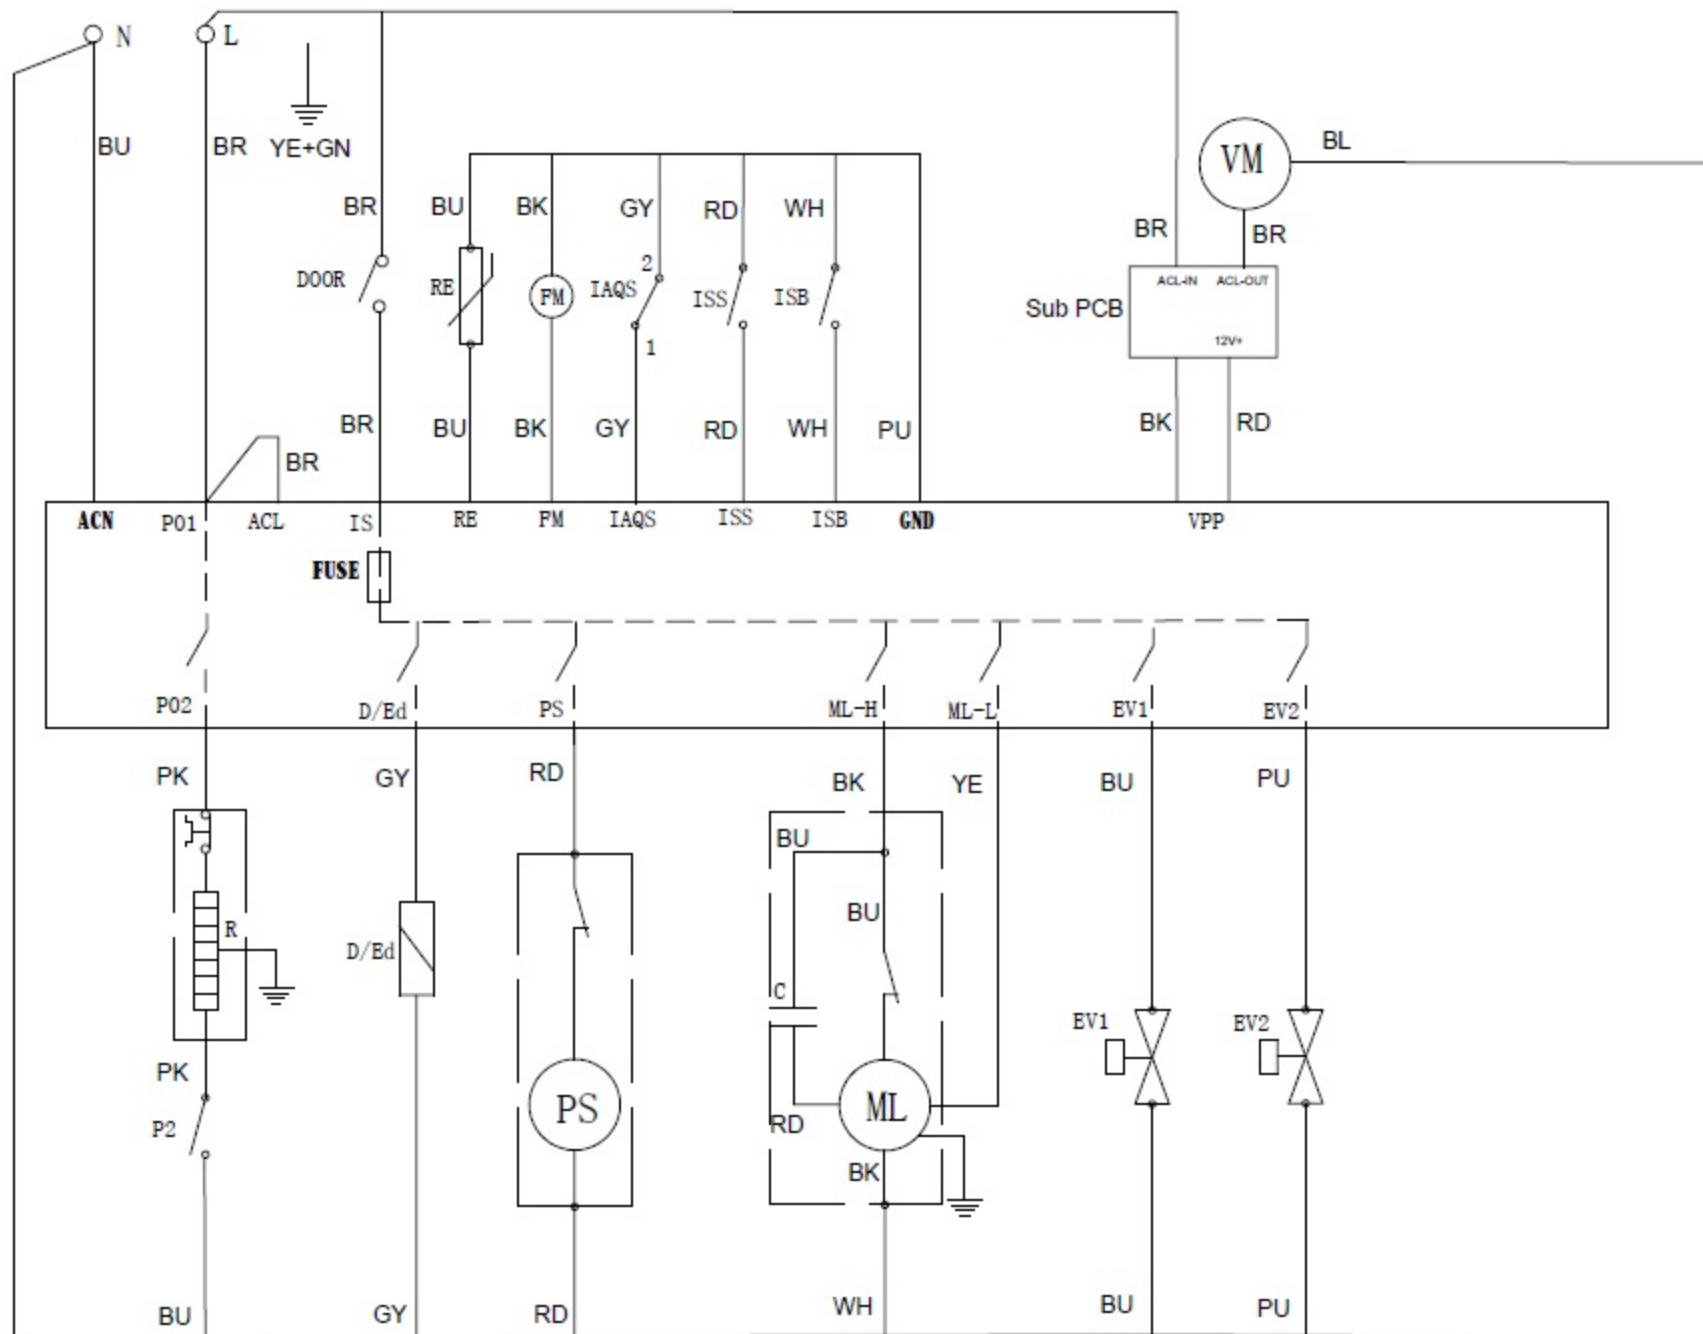 N
L
BU
BR
YE+GN
VM
BL
BR
BU
BK
GY
RD
WH
BR
BR
DOOR
RE
FM
IAQS
2
1
ISS
ISB
Sub PCB
ACL-IN
ACL-OUT
12V+
BR
BR
BU
BK
GY
RD
WH
PU
BK
RD
ACN
P01
ACL
IS
RE
FM
IAQS
ISS
ISB
GND
VPP
FUSE
P02
D/Ed
PS
ML-H
ML-L
EV1
EV2
PK
GY
RD
BK
YE
BU
PU
BU
BU
R
D/Ed
C
EV1
EV2
PK
P2
PS
ML
RD
BK
BU
GY
RD
WH
BU
PU